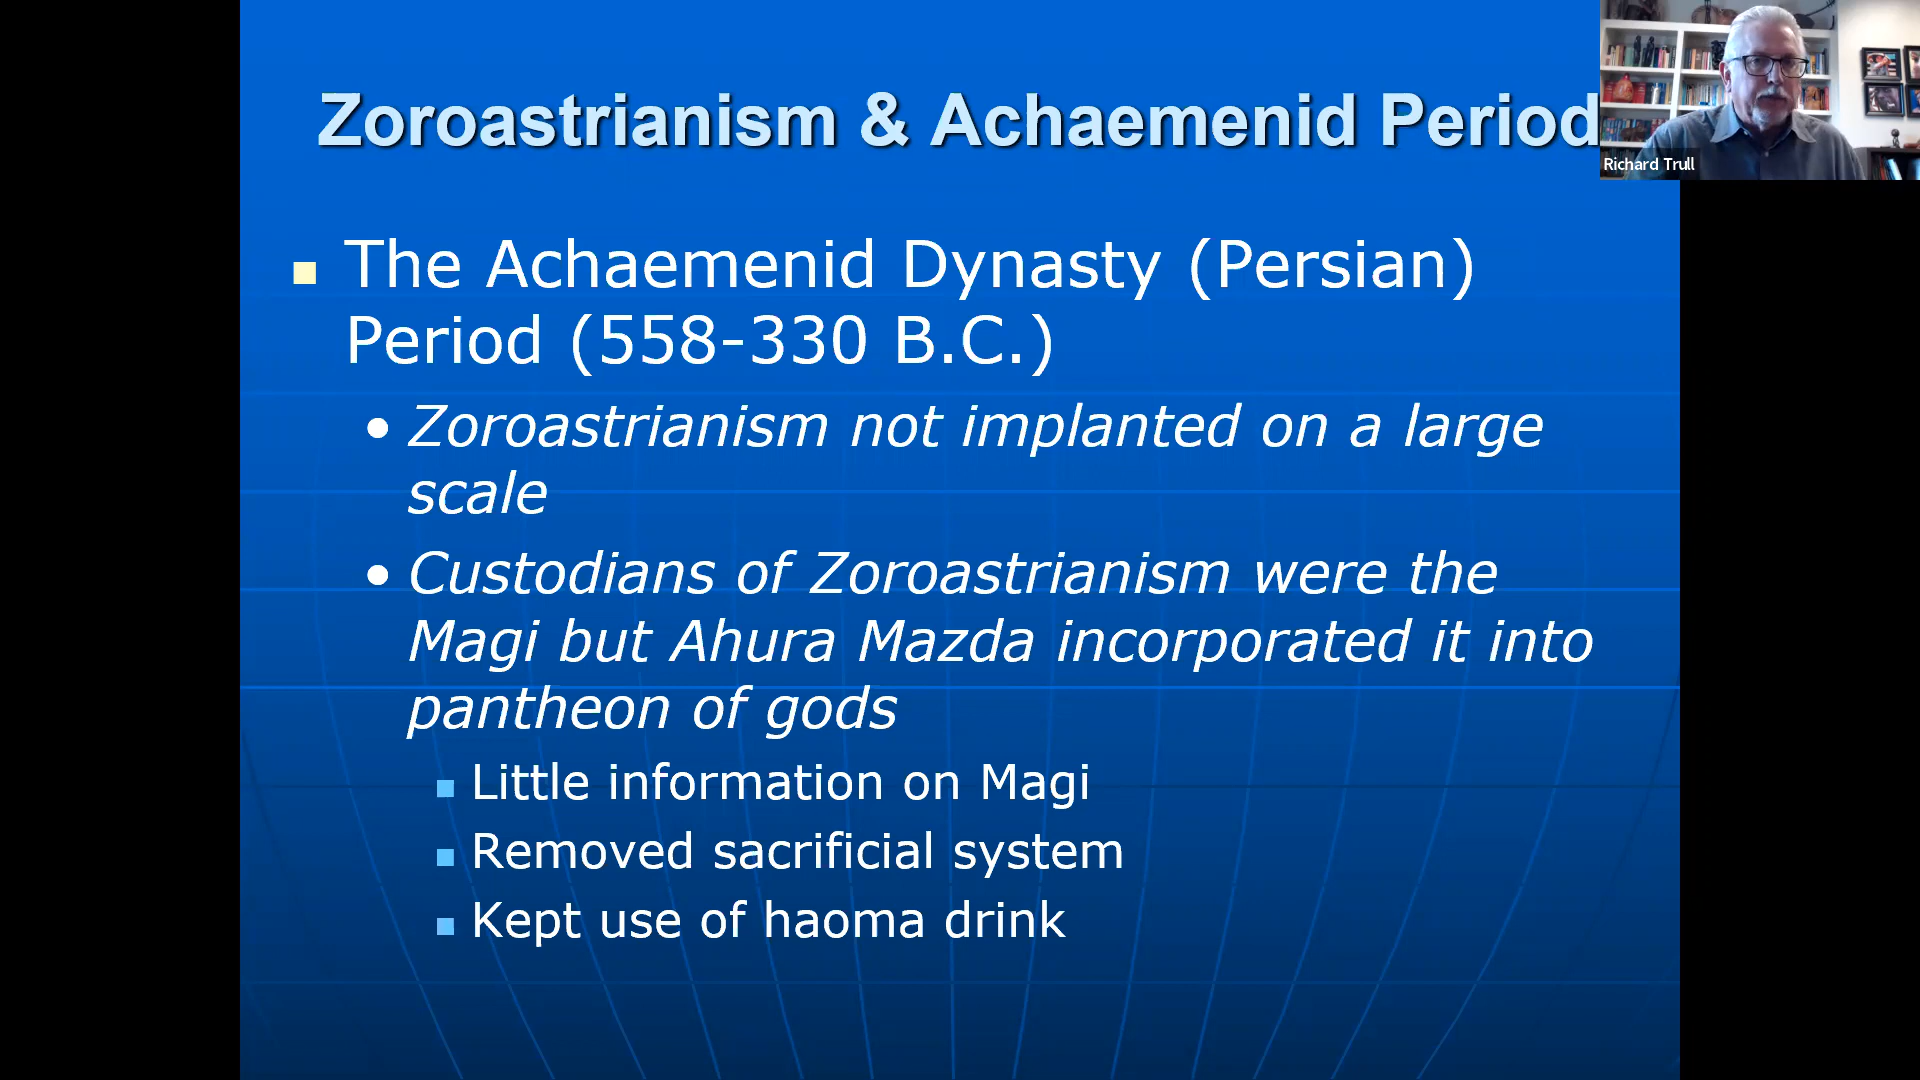 Zoroastrianism & Achaemenid Period
Richard Trull
The Achaemenid Dynasty (Persian)
Period (558-330 B.C.)
Zoroastrianism not implanted on a large
scale
Custodians of Zoroastrianism were the
Magi but Ahura Mazda incorporated it into
pantheon of gods
Little information on Magi
Removed sacrificial system
Kept use of haoma drink